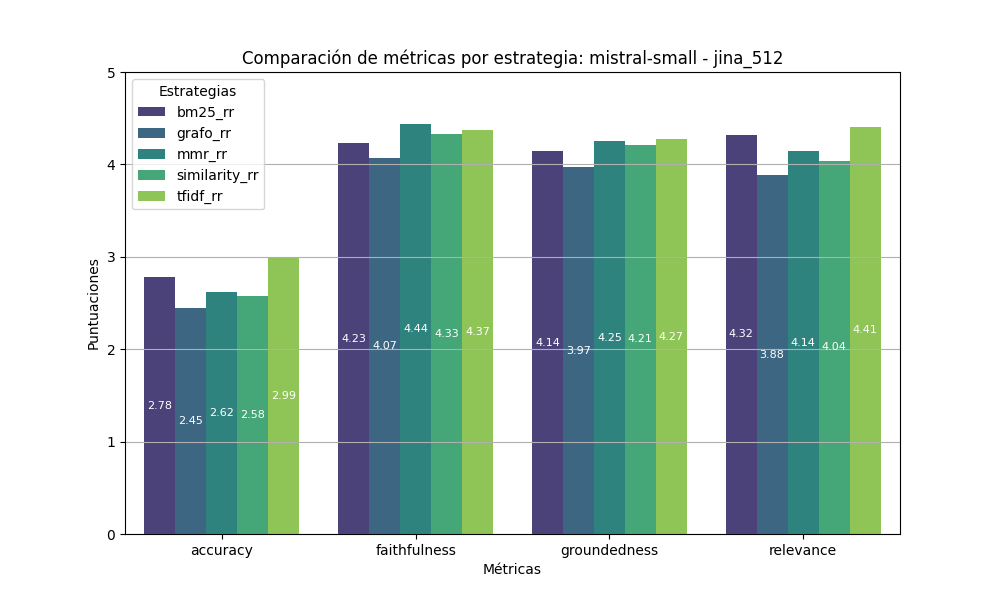 Comparación de métricas por estrategia: mistral-small - jina_512
Puntuaciones
5
4
3
2
1
0
Estrategias
bm25_rr
grafo_rr
mmr_rr
similarity_rr
tfidf_rr
2.78
2.45
2.62
2.58
2.99
4.23
4.07
4.44
4.33
4.37
4.14
3.97
4.25
4.21
4.27
4.32
3.88
4.14
4.04
4.41
accuracy faithfulness groundedness relevance
Métricas